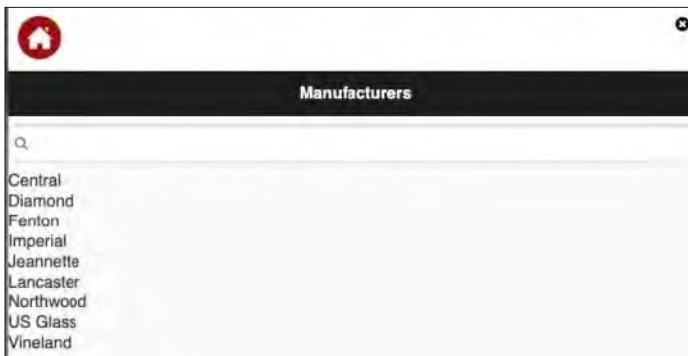 Manufacturers
Central
Diamond
Fenton
Imperial
Jeannette
Lancaster
Northwood
US Glass
Vineland